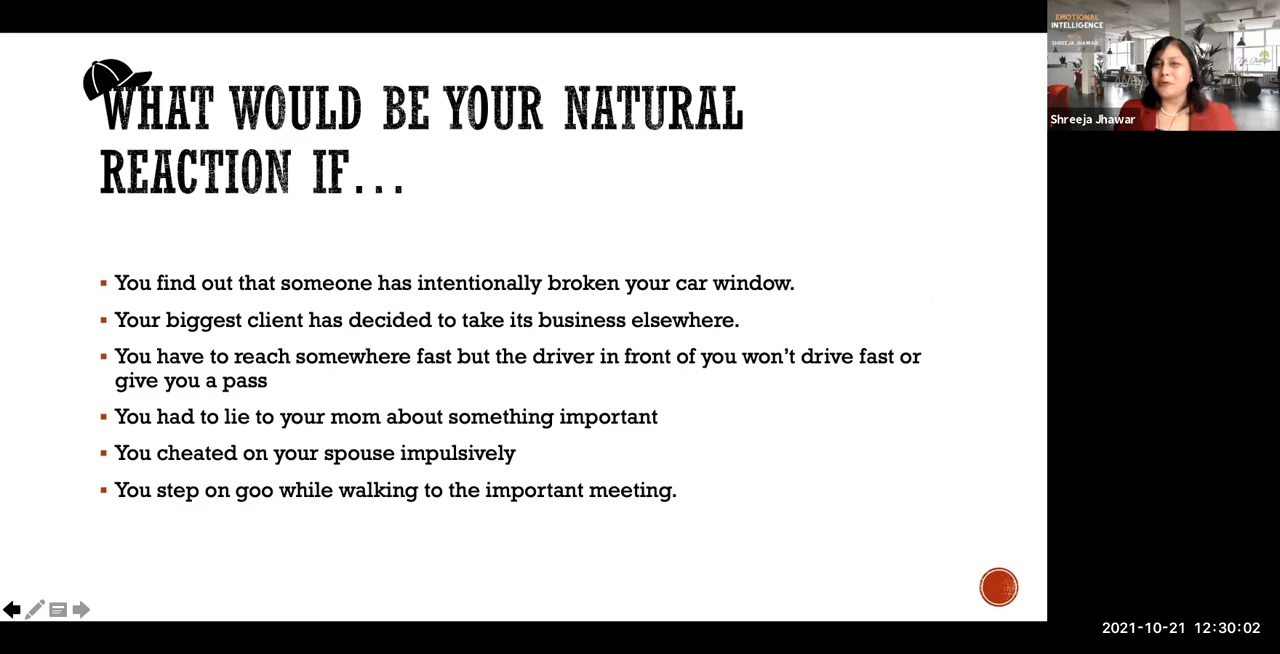 WHAT WOULD BE YOUR NATURAL
REACTION IF...
You find out that someone has intentionally broken your car window.
Your biggest client has decided to take its business elsewhere.
You have to reach somewhere fast but the driver in front of you won't drive fast or
give you a pass
You had to lie to your mom about something important
You cheated on your spouse impulsively
You step on goo while walking to the important meeting.
EMOTIONAL
INTELLIGENCE
SHREEJA JHAWAR
Shreeja Jhawar
2021-10-21 12:30:02